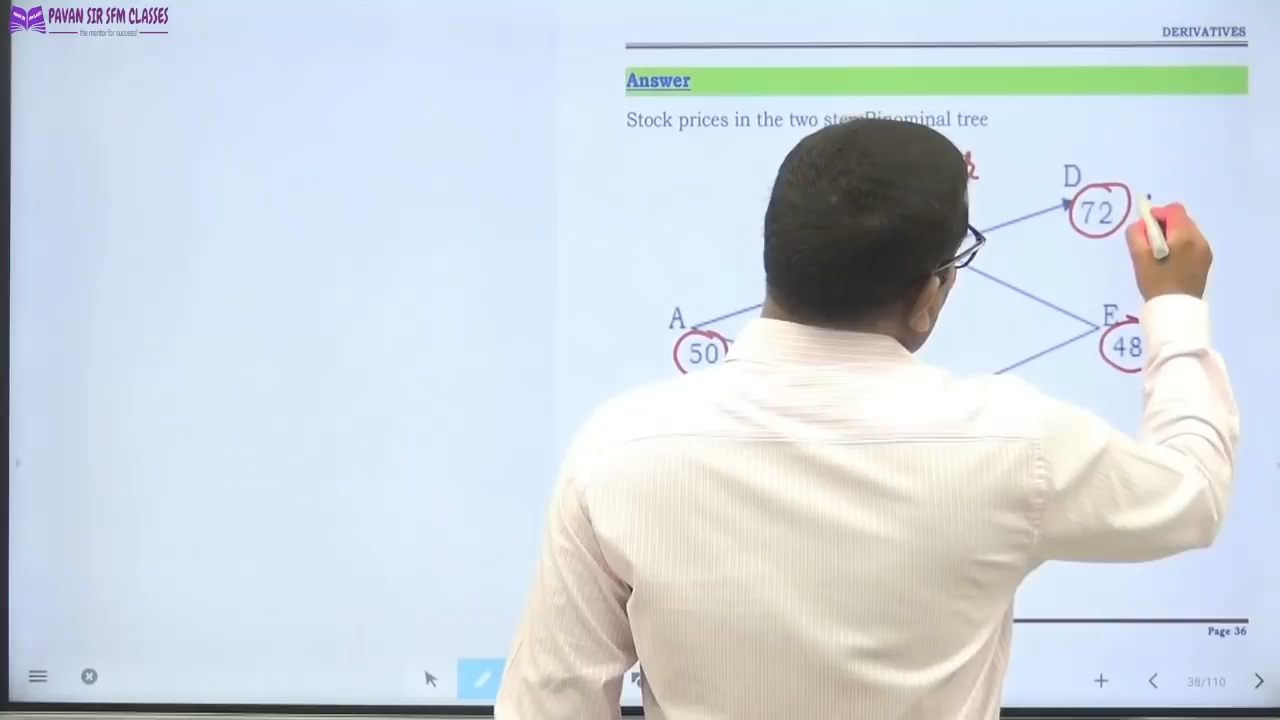 PAVAN SIR SFM CLASSES
the mentor for success!
DERIVATIVES
Answer
Stock prices in the two step Binominal tree
D
72
A
50
E
48
Page 36
38/110